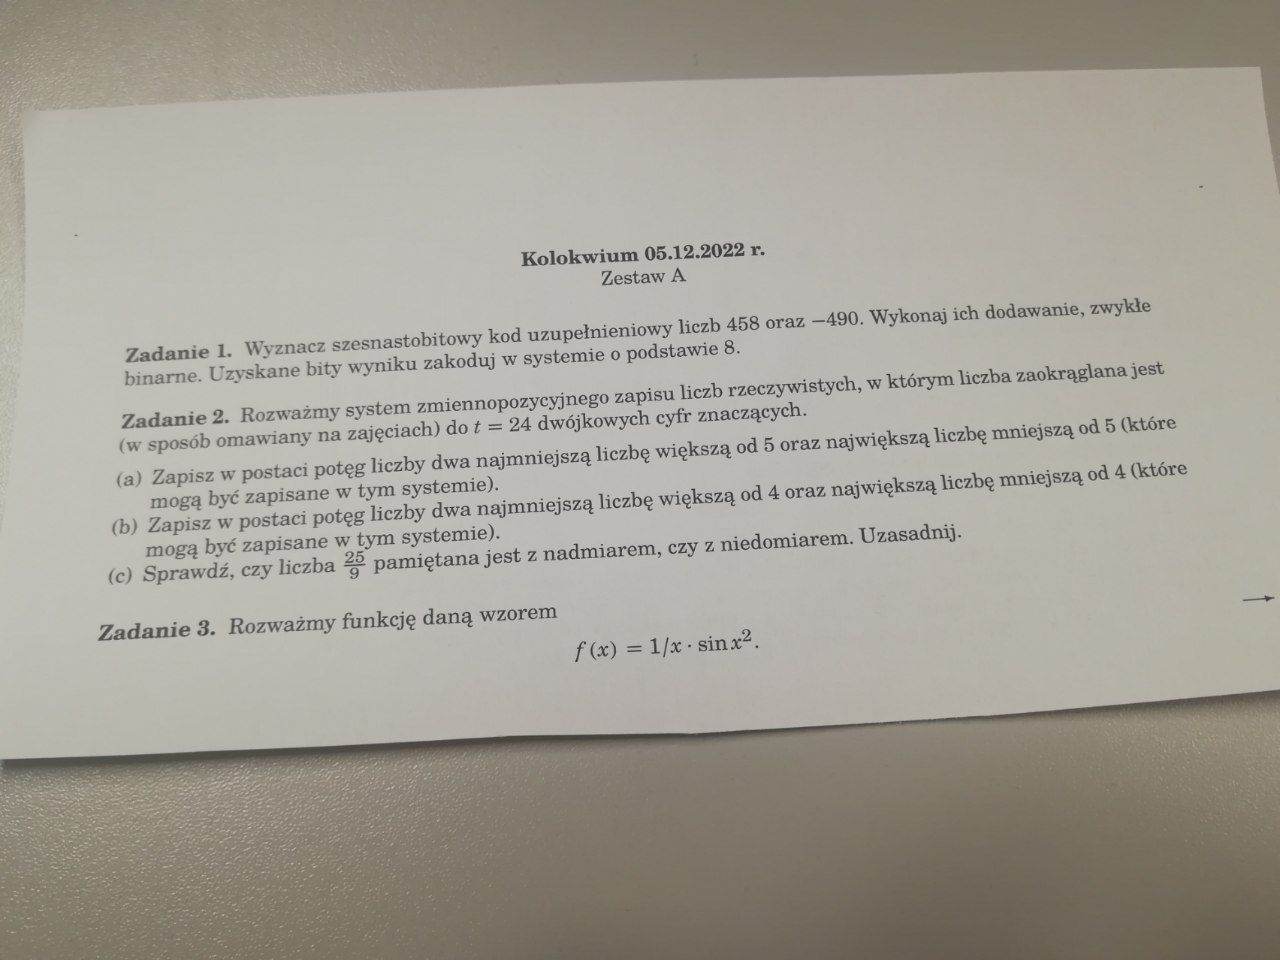 Kolokwium 05.12.2022 r.
Zestaw A
Zadanie 1. Wyznacz szesnastobitowy kod uzupełnieniowy liczb 458 oraz −490. Wykonaj ich dodawanie, zwykłe
binarne. Uzyskane bity wyniku zakoduj w systemie o podstawie 8.
Zadanie 2. Rozważmy system zmiennopozycyjnego zapisu liczb rzeczywistych, w którym liczba zaokrąglana jest
(w sposób omawiany na zajęciach) do t = 24 dwójkowych cyfr znaczących.
(a) Zapisz w postaci potęg liczby dwa najmniejszą liczbę większą od 5 oraz największą liczbę mniejszą od 5 (które
mogą być zapisane w tym systemie).
(b) Zapisz w postaci potęg liczby dwa najmniejszą liczbę większą od 4 oraz największą liczbę mniejszą od 4 (które
mogą być zapisane w tym systemie).
(c) Sprawdź, czy liczba 25/9 pamiętana jest z nadmiarem, czy z niedomiarem. Uzasadnij.
Zadanie 3. Rozważmy funkcję daną wzorem
f(x) = 1/x · sin x².